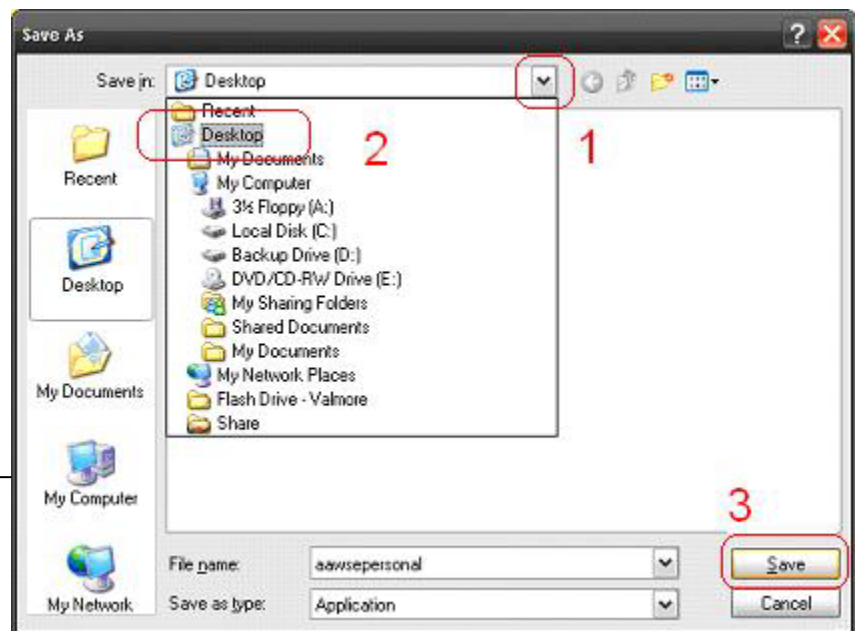 Save As
?
Save in:
Desktop
1
Recent
Desktop
2
My Documents
My Computer
3½ Floppy (A:)
Local Disk (C:)
Backup Drive (D:)
DVD/CD-RW Drive (E:)
My Sharing Folders
Shared Documents
My Documents
My Network Places
Flash Drive - Valmore
Share
Recent
Desktop
My Documents
My Computer
My Network
3
File name:
aawsepersonal
Save
Save as type:
Application
Cancel